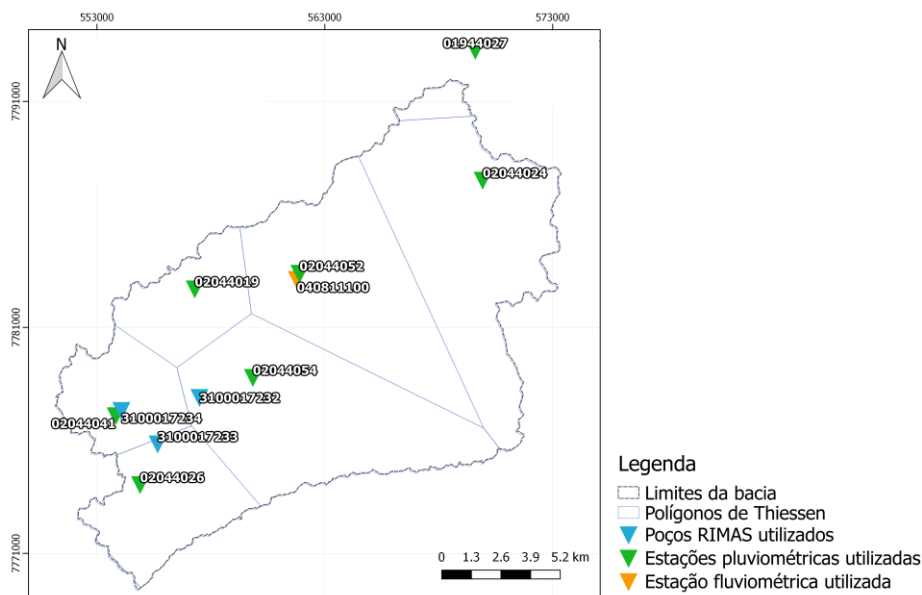 553000
563000
573000
N
01944027
7791000
02044024
02044052
02044019
040811100
7781000
02044054
3100017232
02044041
3100017234
3100017233
02044026
7771000
0 1.3 2.6 3.9 5.2 km
Legenda
Limites da bacia
Polígonos de Thiessen
Poços RIMAS utilizados
Estações pluviométricas utilizadas
Estação fluviométrica utilizada